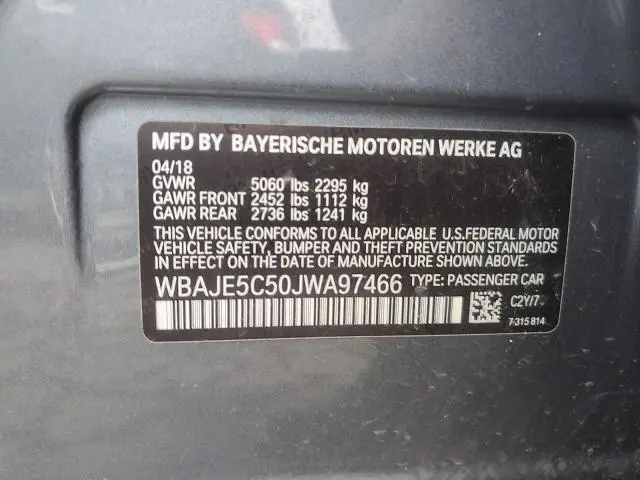 MFD BY BAYERISCHE MOTOREN WERKE AG
04/18
GVWR 5060 lbs 2295 kg
GAWR FRONT 2452 lbs 1112 kg
GAWR REAR 2736 lbs 1241 kg
THIS VEHICLE CONFORMS TO ALL APPLICABLE U.S.FEDERAL MOTOR
VEHICLE SAFETY, BUMPER AND THEFT PREVENTION STANDARDS
IN EFFECT ON THE DATE OF MANUFACTURE SHOWN ABOVE.
WBAJE5C50JWA97466 TYPE: PASSENGER CAR
C2Y/7
7 315 814